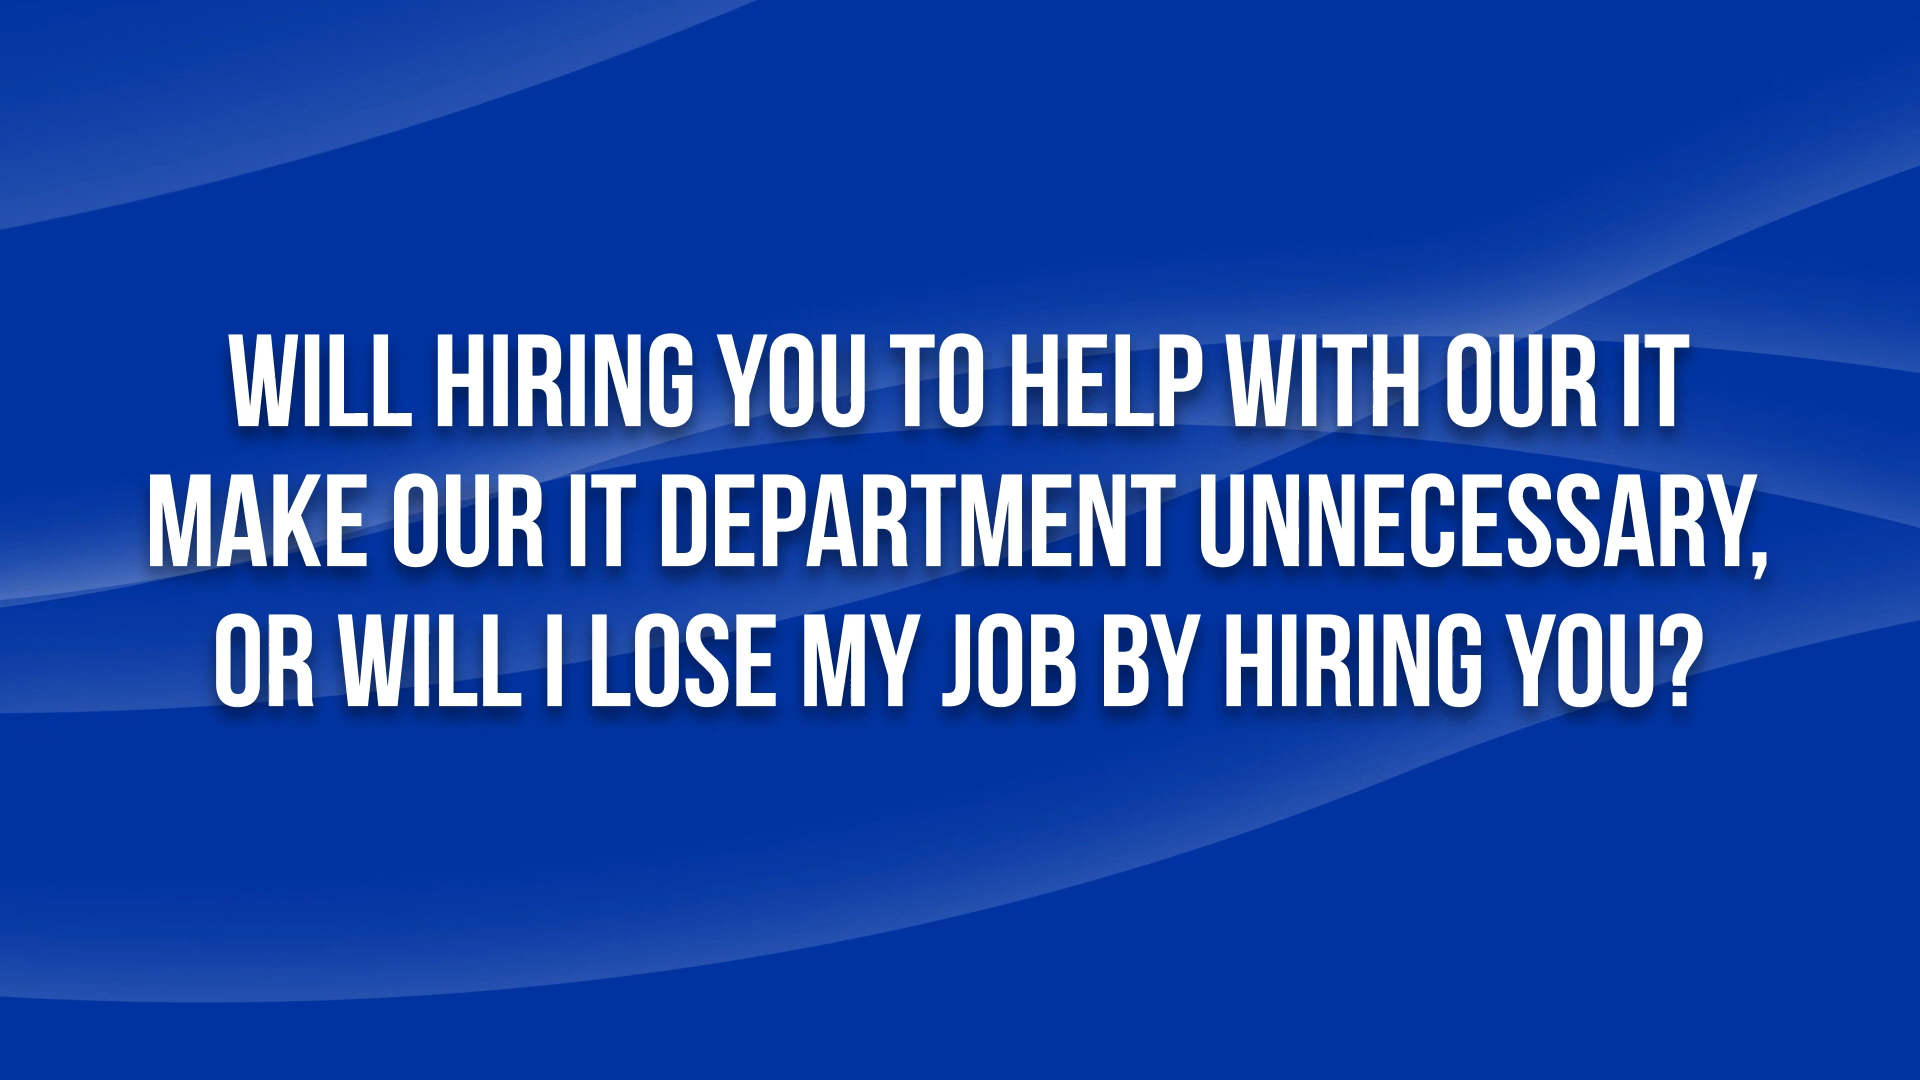 WILL HIRING YOU TO HELP WITH OUR IT
MAKE OUR IT DEPARTMENT UNNECESSARY,
OR WILL I LOSE MY JOB BY HIRING YOU?